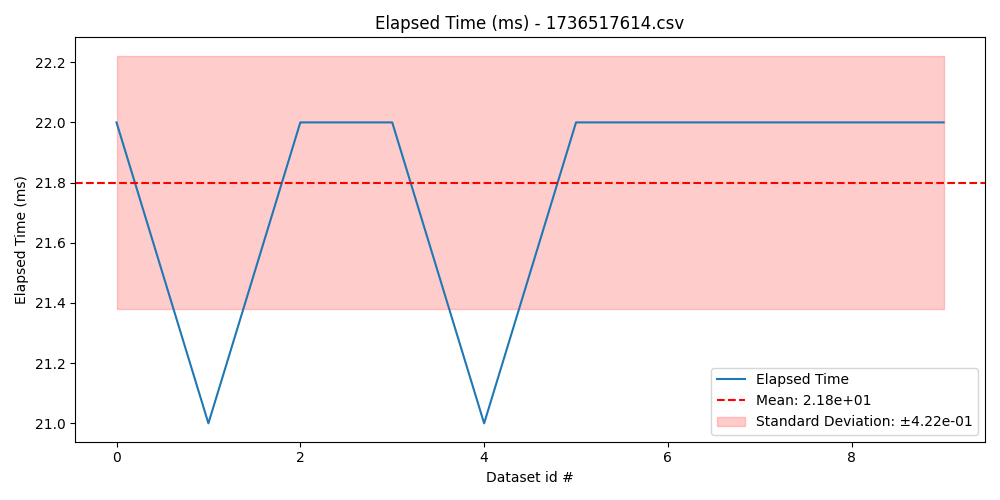 Elapsed Time (ms) - 1736517614.csv
Elapsed Time (ms)
22.2
22.0
21.8
21.6
21.4
21.2
21.0
0
2
4
6
8
Dataset id #
Elapsed Time
Mean: 2.18e+01
Standard Deviation: ±4.22e-01